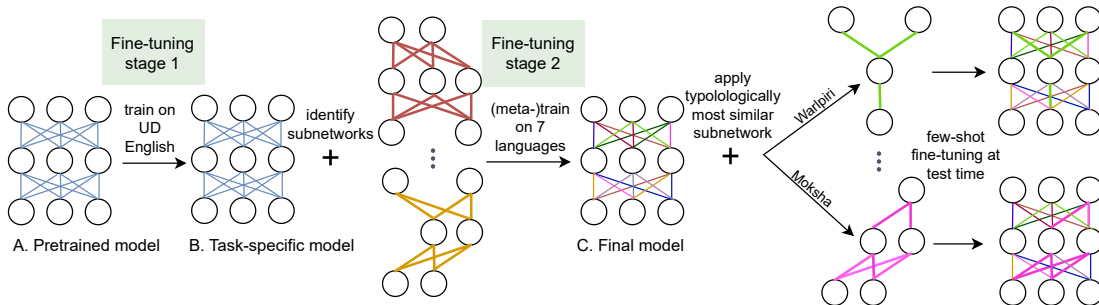 Fine-tuning
stage 1
train on
UD
English
A. Pretrained model
B. Task-specific model
identify
subnetworks
+
Fine-tuning
stage 2
(meta-)train
on 7
languages
C. Final model
apply
typolologically
most similar
subnetwork
+
Warlpiri
Moksha
few-shot
fine-tuning at
test time